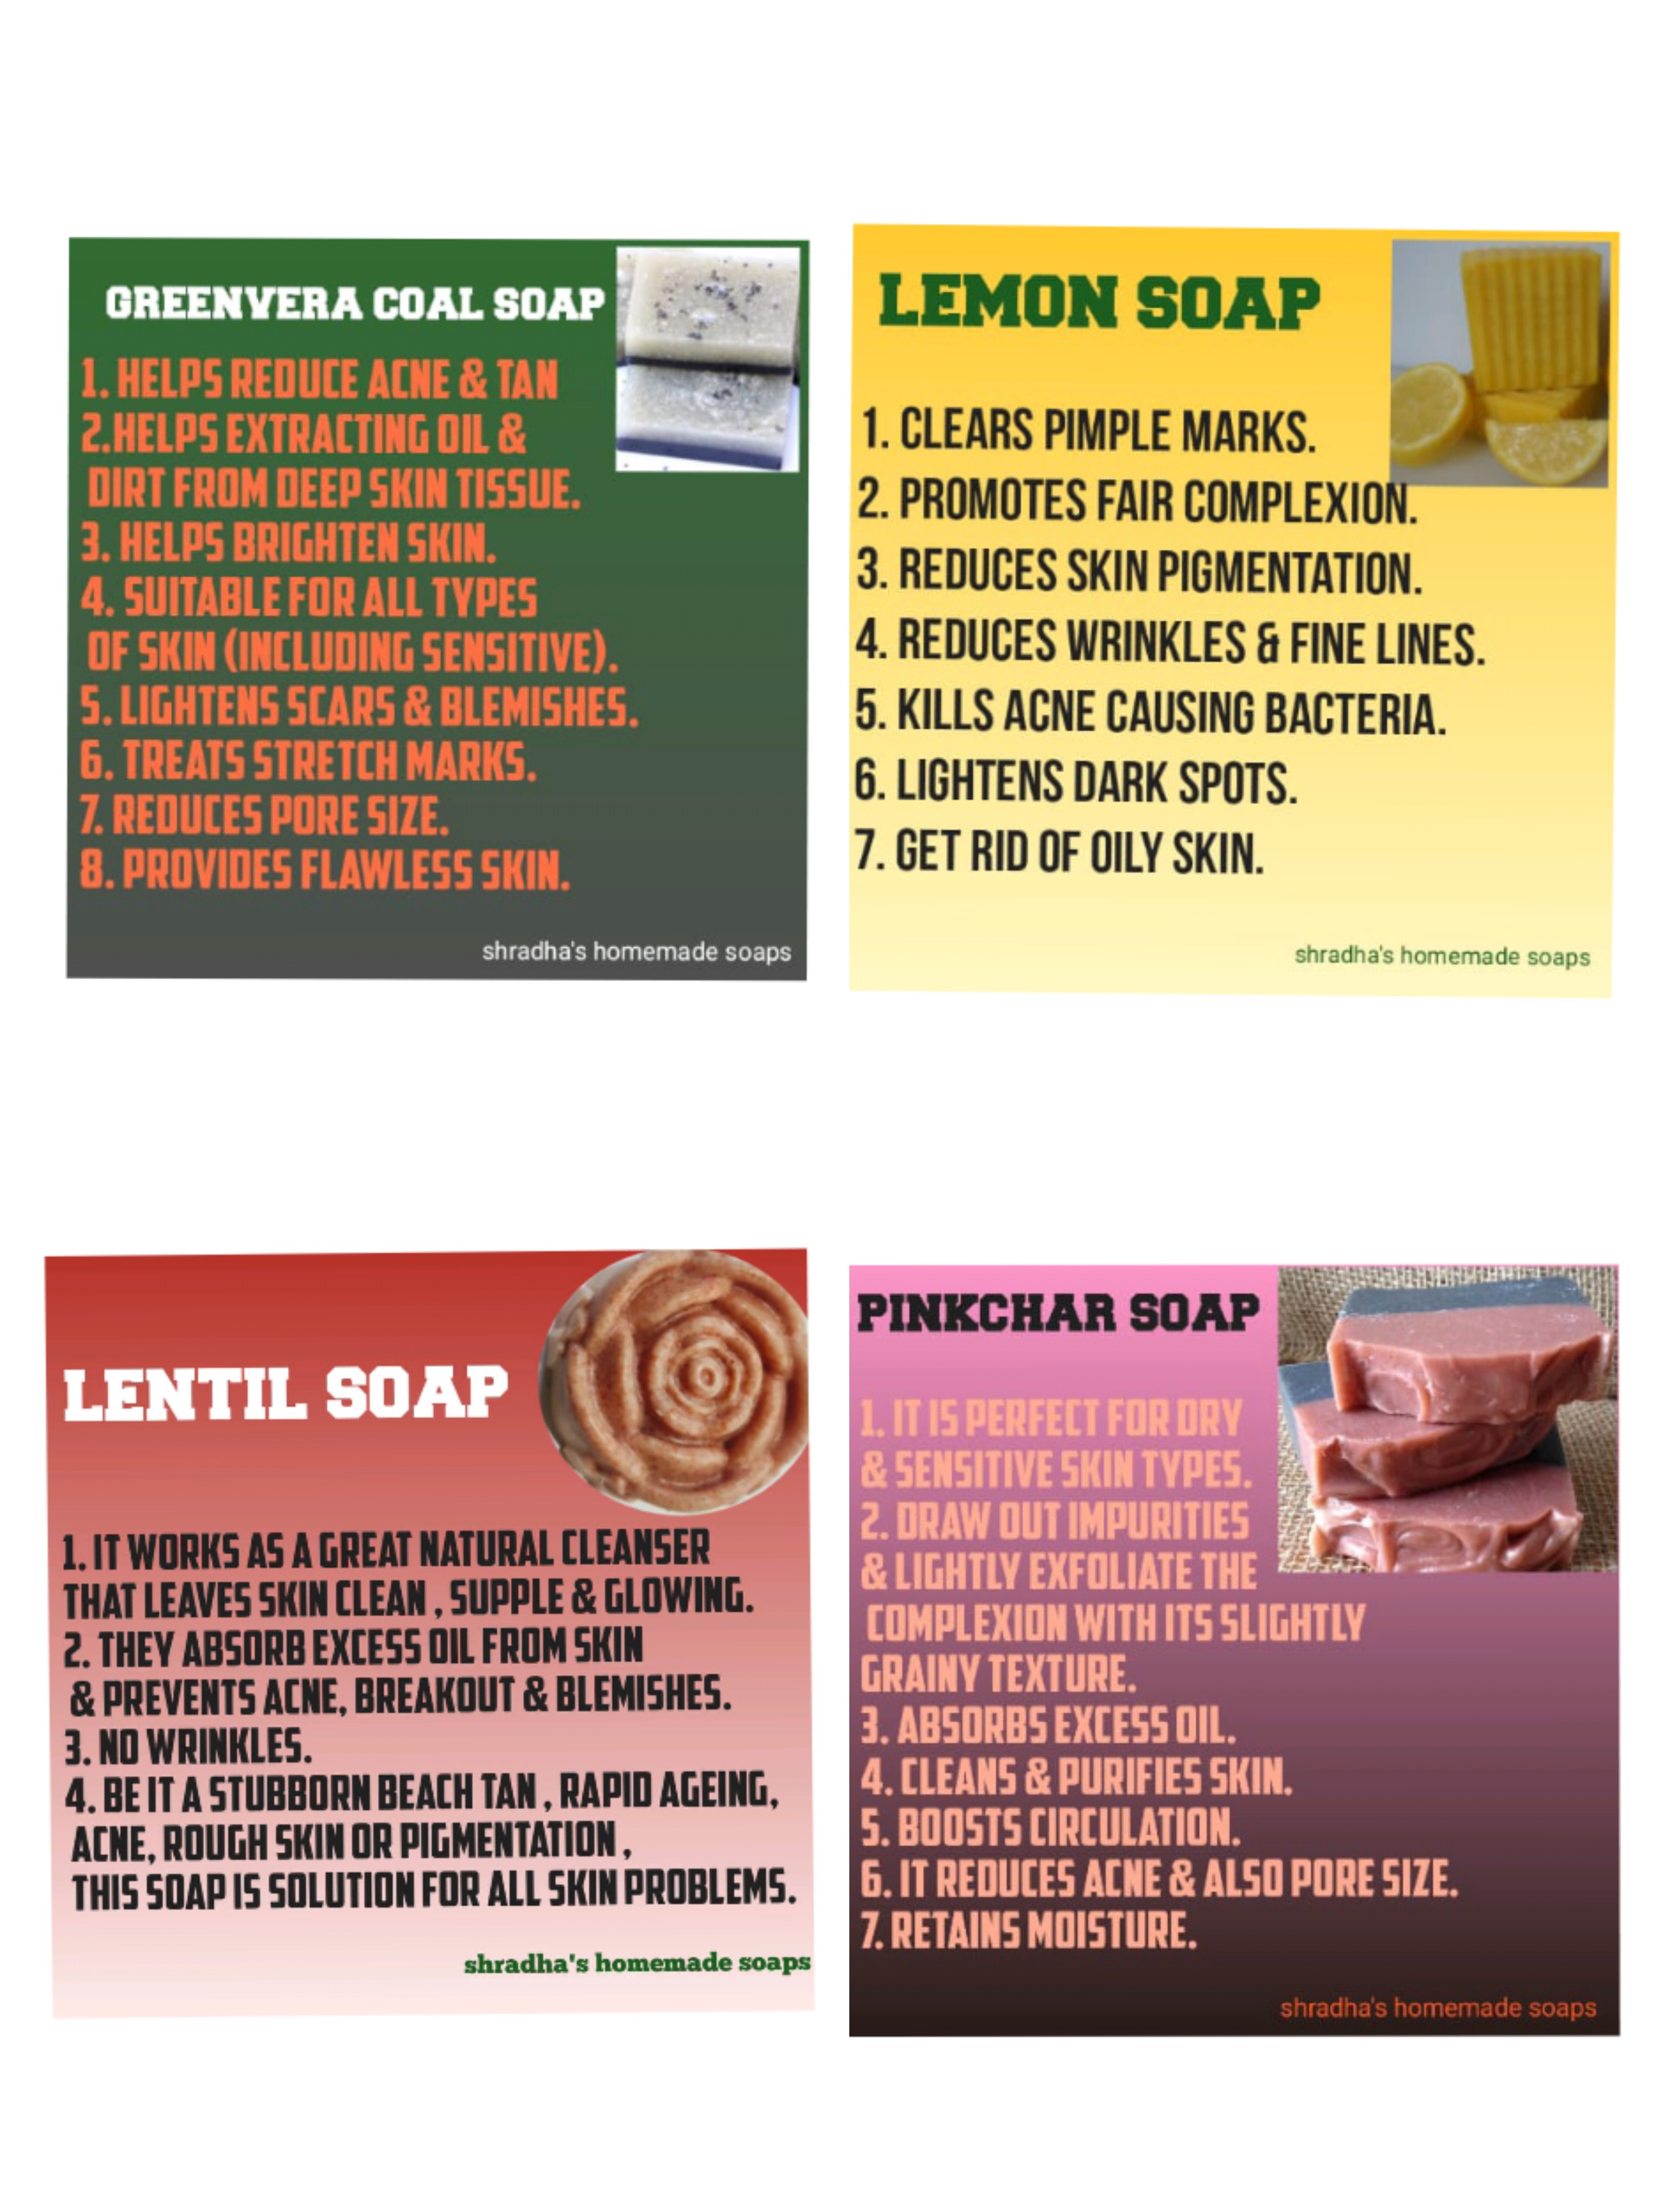 GREENVERA COAL SOAP
1. HELPS REDUCE ACNE & TAN
2.HELPS EXTRACTING OIL &
DIRT FROM DEEP SKIN TISSUE.
3. HELPS BRIGHTEN SKIN.
4. SUITABLE FOR ALL TYPES
OF SKIN (INCLUDING SENSITIVE).
5. LIGHTENS SCARS & BLEMISHES.
6. TREATS STRETCH MARKS.
7. REDUCES PORE SIZE.
8. PROVIDES FLAWLESS SKIN.
shradha's homemade soaps
LEMON SOAP
1. CLEARS PIMPLE MARKS.
2. PROMOTES FAIR COMPLEXION.
3. REDUCES SKIN PIGMENTATION.
4. REDUCES WRINKLES & FINE LINES.
5. KILLS ACNE CAUSING BACTERIA.
6. LIGHTENS DARK SPOTS.
7. GET RID OF OILY SKIN.
shradha's homemade soaps
LENTIL SOAP
1. IT WORKS AS A GREAT NATURAL CLEANSER
THAT LEAVES SKIN CLEAN , SUPPLE & GLOWING.
2. THEY ABSORB EXCESS OIL FROM SKIN
& PREVENTS ACNE, BREAKOUT & BLEMISHES.
3. NO WRINKLES.
4. BE IT A STUBBORN BEACH TAN , RAPID AGEING,
ACNE, ROUGH SKIN OR PIGMENTATION ,
THIS SOAP IS SOLUTION FOR ALL SKIN PROBLEMS.
shradha's homemade soaps
PINKCHAR SOAP
1. IT IS PERFECT FOR DRY
& SENSITIVE SKIN TYPES.
2. DRAW OUT IMPURITIES
& LIGHTLY EXFOLIATE THE
COMPLEXION WITH ITS SLIGHTLY
GRAINY TEXTURE.
3. ABSORBS EXCESS OIL.
4. CLEANS & PURIFIES SKIN.
5. BOOSTS CIRCULATION.
6. IT REDUCES ACNE & ALSO PORE SIZE.
7. RETAINS MOISTURE.
shradha's homemade soaps